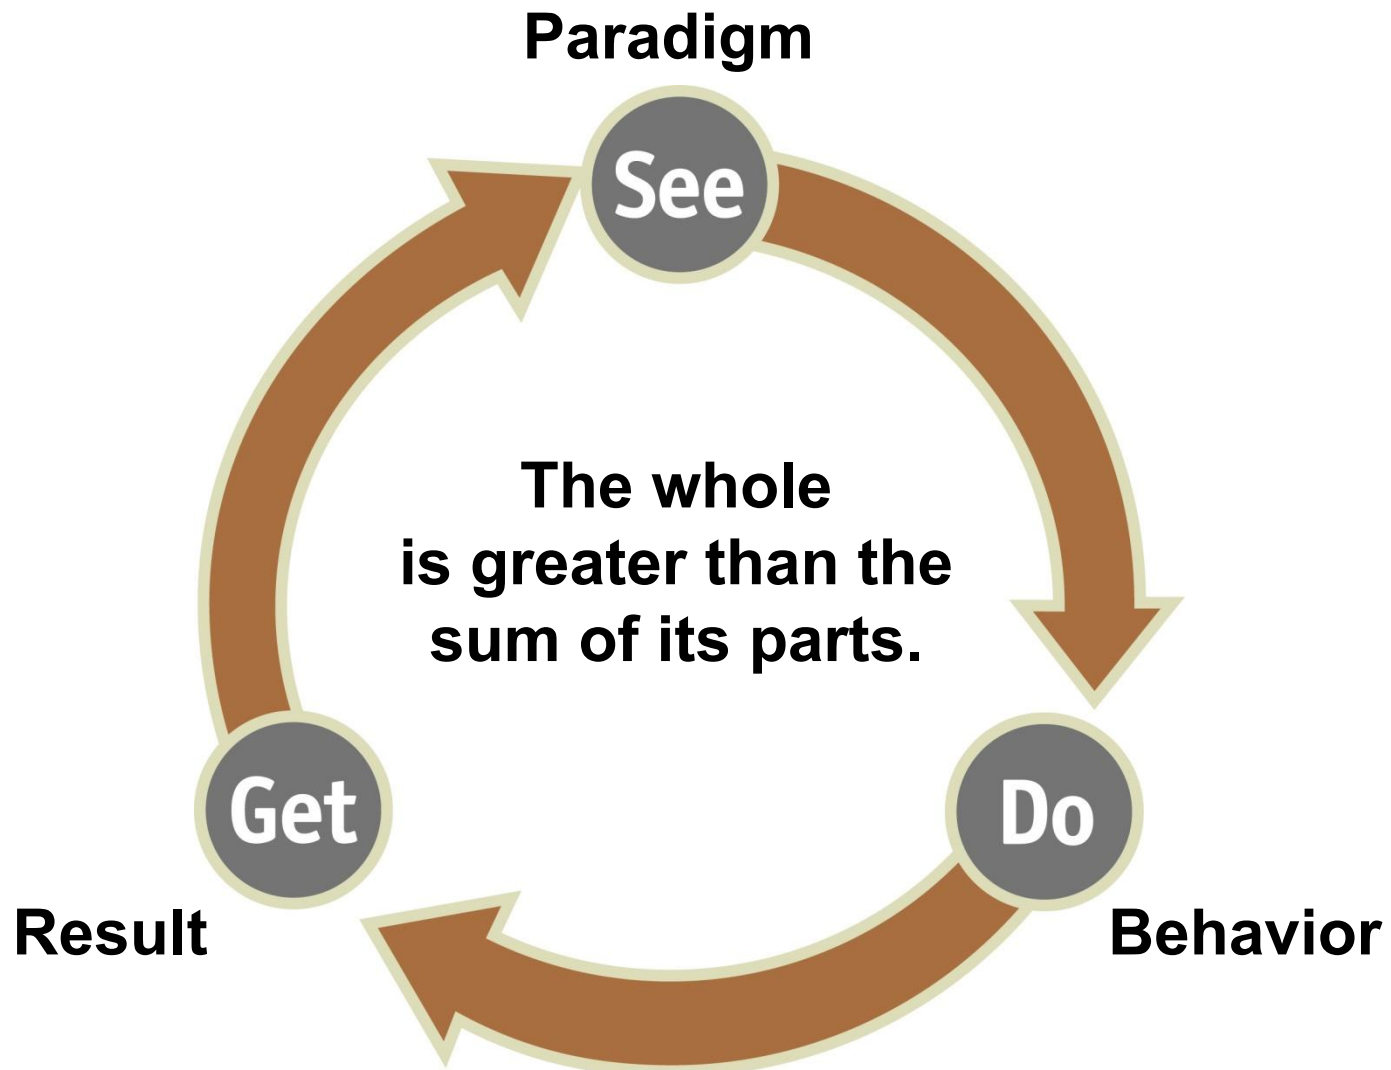 Paradigm
See
The whole
is greater than the
sum of its parts.
Get
Do
Result
Behavior